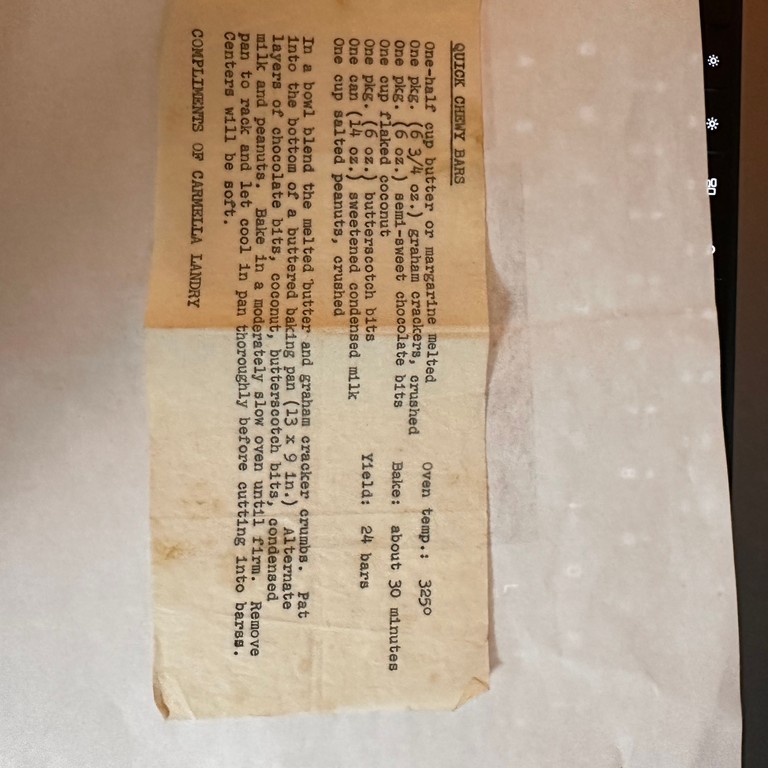 QUICK CHEWY BARS
One-half cup butter or margarine melted
One pkg. (6 3/4 oz.) graham crackers, crushed Oven temp.: 3250
One pkg. (6 oz.) semi-sweet chocolate bits
One cup flaked coconut Bake: about 30 minutes
One pkg. (6 oz.) butterscotch bits
One can (14 oz.) sweetened condensed milk Yield: 24 bars
One cup salted peanuts, crushed
In a bowl blend the melted butter and graham cracker crumbs. Pat
into the bottom of a buttered baking pan (13 x 9 in.) Alternate
layers of chocolate bits, coconut, butterscotch bits, condensed
milk and peanuts. Bake in a moderately slow oven until firm. Remove
pan to rack and let cool in pan thoroughly before cutting into barss.
Centers will be soft.
COMPLIMENTS OF CARMELLA LANDRY